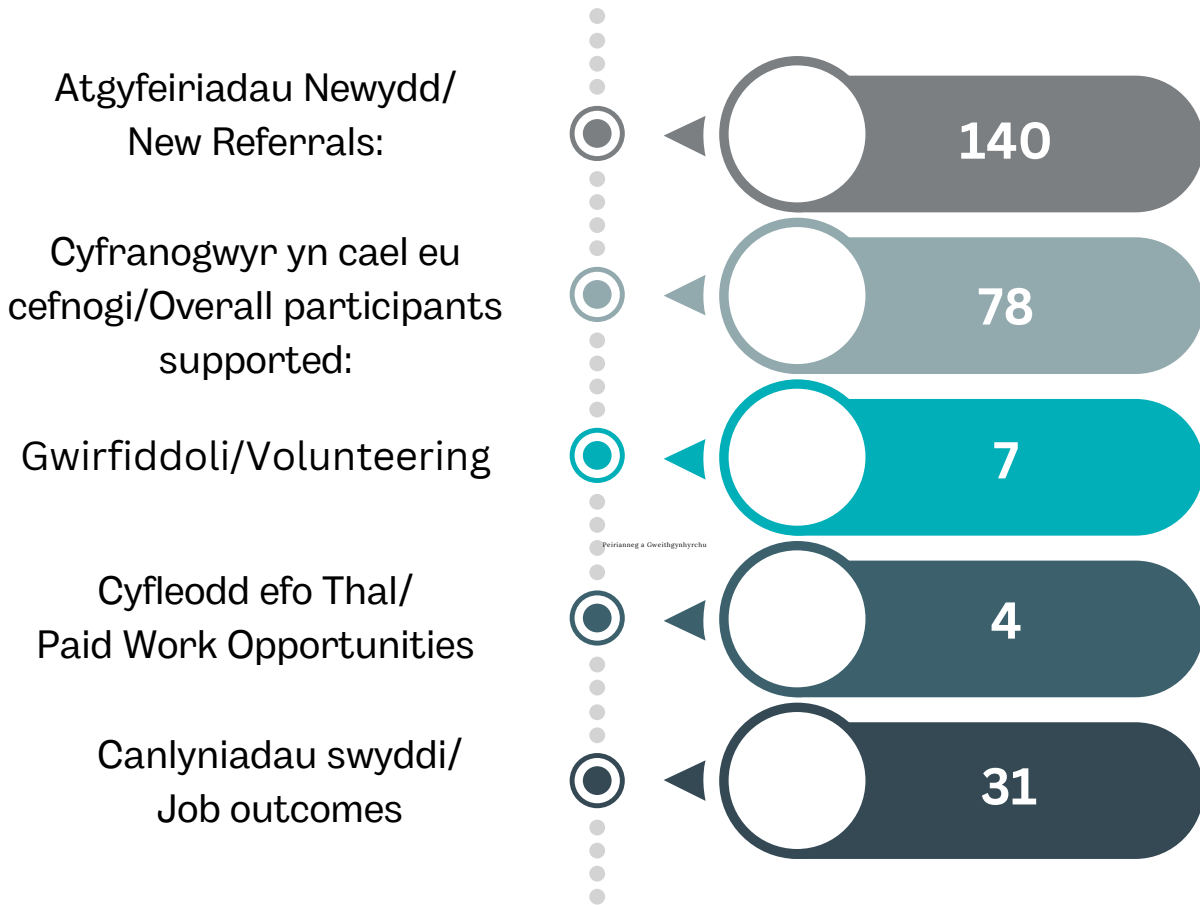 Atgyfeiriadau Newydd/
New Referrals:
140
Cyfranogwyr yn cael eu
cefnogi/Overall participants
supported:
78
Gwirfiddoli/Volunteering
7
Peirianneg a Gweithgynhyrchu
Cyfleodd efo Thal/
Paid Work Opportunities
4
Canlyniadau swyddi/
Job outcomes
31